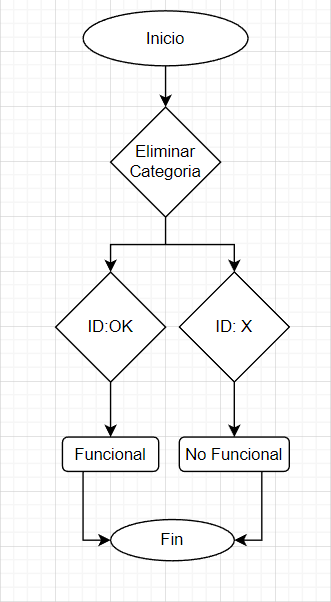 Inicio
Eliminar
Categoria
ID:OK
ID: X
Funcional
No Funcional
Fin